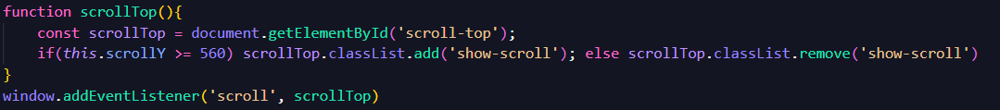 function scrollTop(){
    const scrollTop = document.getElementById('scroll-top');
    if(this.scrollY >= 560) scrollTop.classList.add('show-scroll'); else scrollTop.classList.remove('show-scroll')
}
window.addEventListener('scroll', scrollTop)